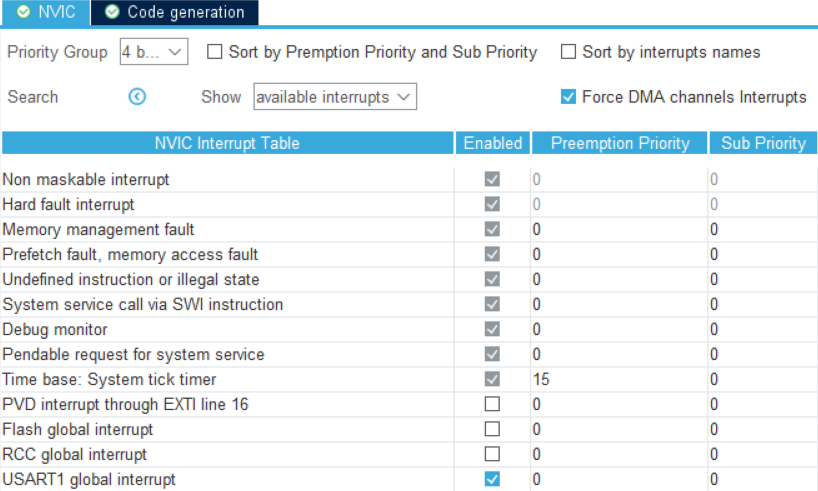 NVIC Code generation
Priority Group 4 b... Sort by Premption Priority and Sub Priority Sort by interrupts names
Search Show available interrupts Force DMA channels Interrupts
NVIC Interrupt Table Enabled Preemption Priority Sub Priority
Non maskable interrupt 0 0
Hard fault interrupt 0 0
Memory management fault 0 0
Prefetch fault, memory access fault 0 0
Undefined instruction or illegal state 0 0
System service call via SWI instruction 0 0
Debug monitor 0 0
Pendable request for system service 0 0
Time base: System tick timer 15 0
PVD interrupt through EXTI line 16 0 0
Flash global interrupt 0 0
RCC global interrupt 0 0
USART1 global interrupt 0 0